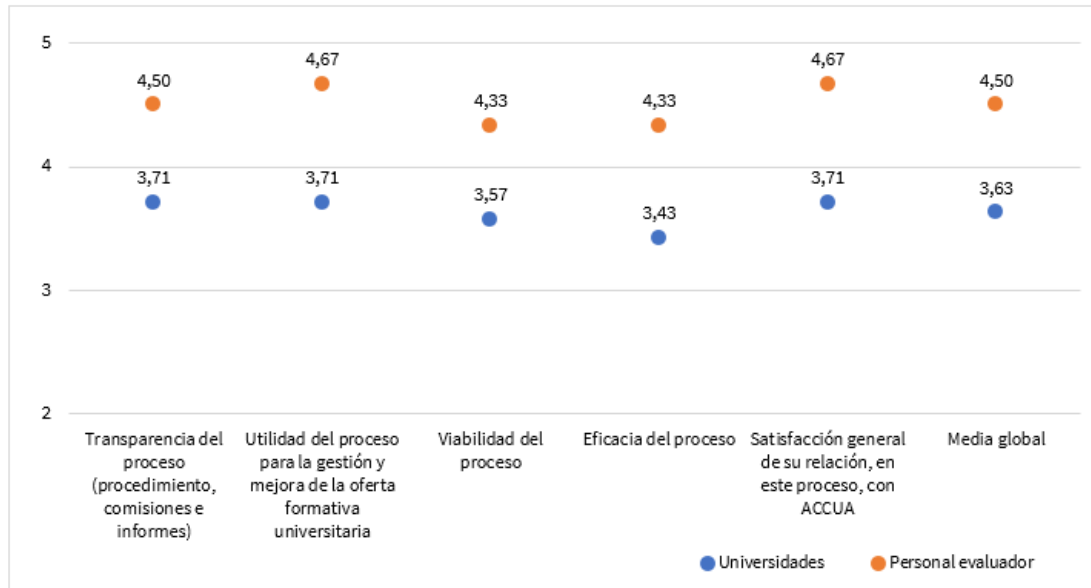 5
4,67
4,67
4,50
4,50
4,33
4,33
4
3,71
3,71
3,71
3,57
3,63
3,43
3
2
Transparencia del
proceso
(procedimiento,
comisiones e
informes)
Utilidad del proceso
para la gestión y
mejora de la oferta
formativa
universitaria
Viabilidad del
proceso
Eficacia del proceso
Satisfacción general
de su relación, en
este proceso, con
ACCUA
Media global
Universidades
Personal evaluador